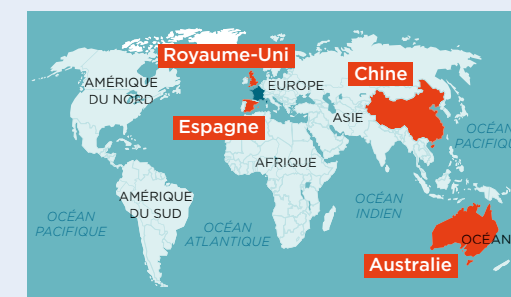 Royaume-Uni
Chine
AMÉRIQUE
DU NORD
EUROPE
ASIE
Espagne
OCÉAN
PACIFIQU
AFRIQUE
AMÉRIQUE
DU SUD
OCÉAN
INDIEN
OCÉAN
PACIFIQUE
OCÉAN
ATLANTIQUE
OCÉAN
Australie